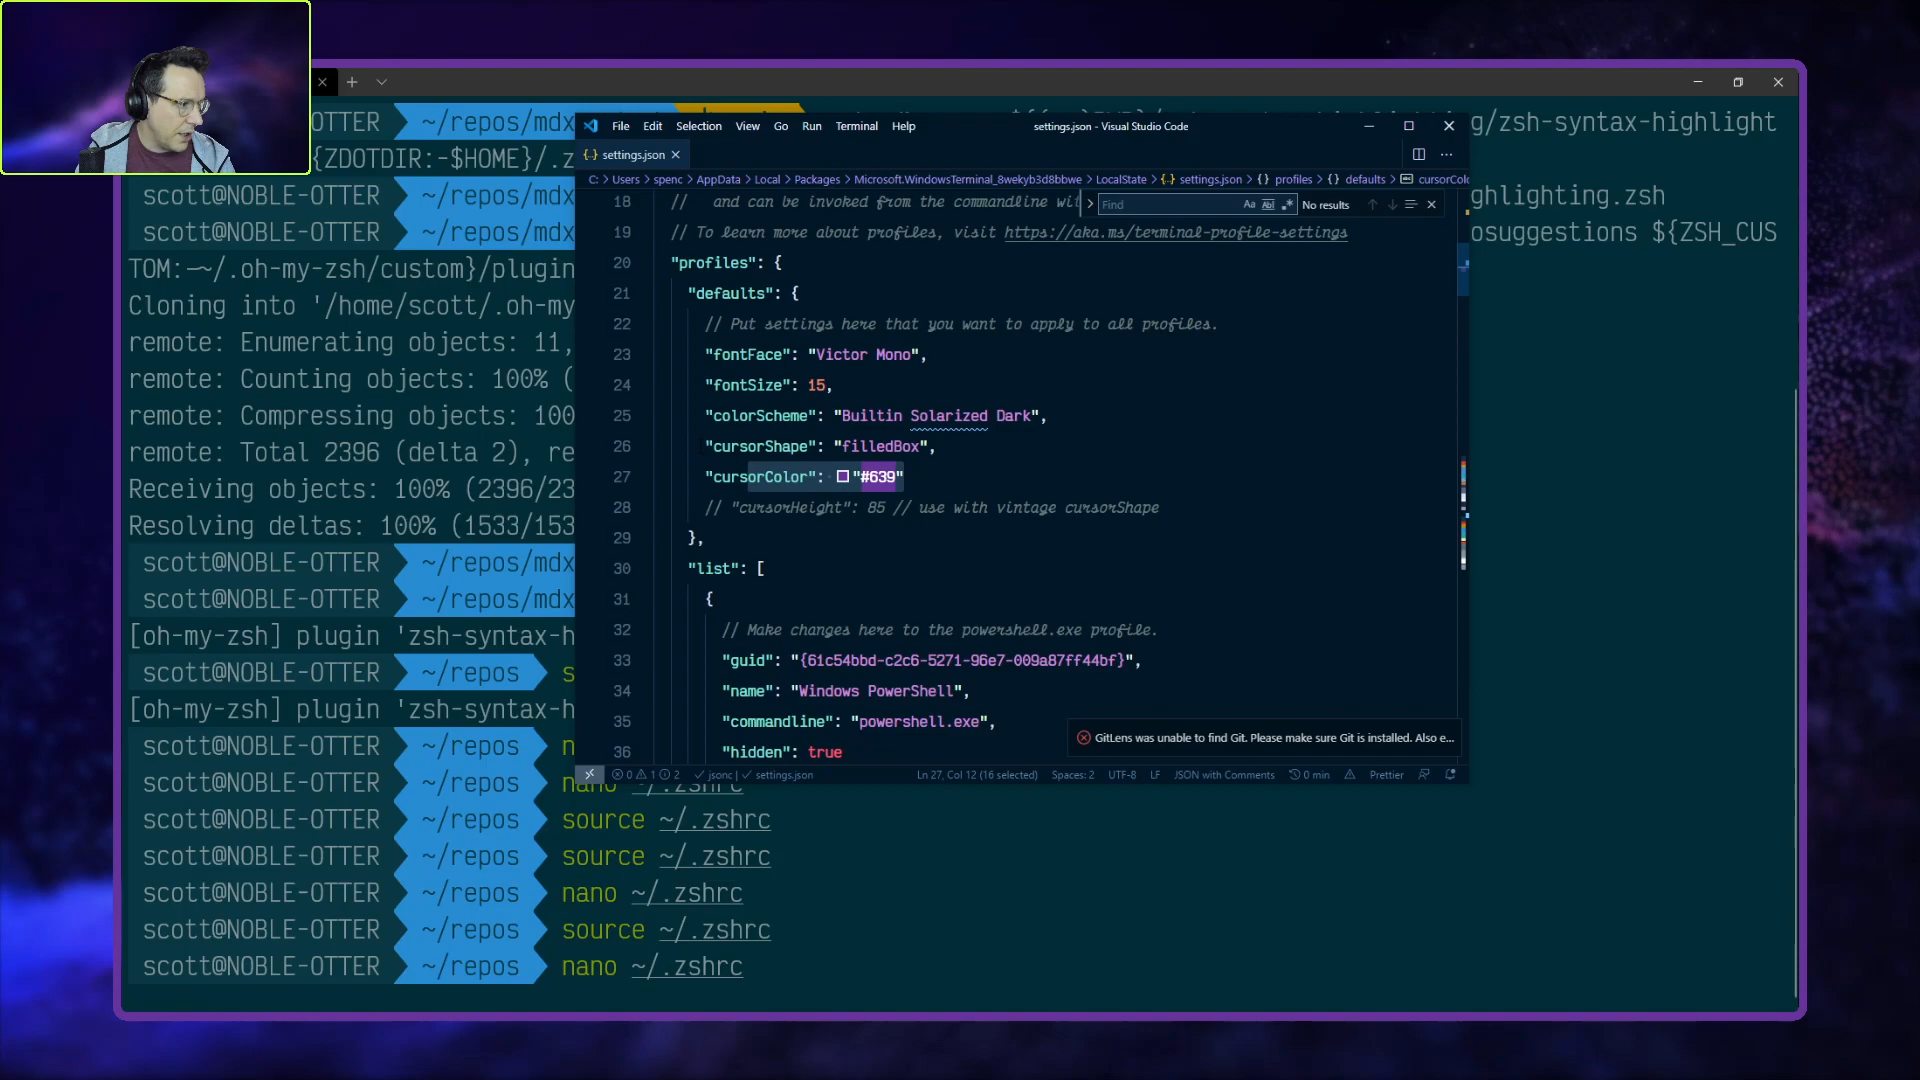 OTTER ~/repos/mdx /zsh-syntax-highlight
{ZDOTDIR:-$HOME}/.z
scott@NOBLE-OTTER ~/repos/mdx ghlighting.zsh
scott@NOBLE-OTTER ~/repos/mdx osuggestions ${ZSH_CUS
TOM:-~/.oh-my-zsh/custom}/plugin
Cloning into '/home/scott/.oh-my
remote: Enumerating objects: 11,
remote: Counting objects: 100% (
remote: Compressing objects: 100
remote: Total 2396 (delta 2), re
Receiving objects: 100% (2396/23
Resolving deltas: 100% (1533/153
scott@NOBLE-OTTER ~/repos/mdx
scott@NOBLE-OTTER ~/repos/mdx
[oh-my-zsh] plugin 'zsh-syntax-h
scott@NOBLE-OTTER ~/repos s
[oh-my-zsh] plugin 'zsh-syntax-h
scott@NOBLE-OTTER ~/repos n
scott@NOBLE-OTTER ~/repos nano ~/.zshrc
scott@NOBLE-OTTER ~/repos source ~/.zshrc
scott@NOBLE-OTTER ~/repos source ~/.zshrc
scott@NOBLE-OTTER ~/repos nano ~/.zshrc
scott@NOBLE-OTTER ~/repos source ~/.zshrc
scott@NOBLE-OTTER ~/repos nano ~/.zshrc
File Edit Selection View Go Run Terminal Help settings.json - Visual Studio Code
settings.json
C: > Users > spenc > AppData > Local > Packages > Microsoft.WindowsTerminal_8wekyb3d8bbwe > LocalState > settings.json > profiles > defaults > cursorColo
Find Aa Abl .* No results
18 // and can be invoked from the commandline wit
19 // To learn more about profiles, visit https://aka.ms/terminal-profile-settings
20 "profiles": {
21 "defaults": {
22 // Put settings here that you want to apply to all profiles.
23 "fontFace": "Victor Mono",
24 "fontSize": 15,
25 "colorScheme": "Builtin Solarized Dark",
26 "cursorShape": "filledBox",
27 "cursorColor": "#639"
28 // "cursorHeight": 85 // use with vintage cursorShape
29 },
30 "list": [
31 {
32 // Make changes here to the powershell.exe profile.
33 "guid": "{61c54bbd-c2c6-5271-96e7-009a87ff44bf}",
34 "name": "Windows PowerShell",
35 "commandline": "powershell.exe",
36 "hidden": true
GitLens was unable to find Git. Please make sure Git is installed. Also e...
0 1 2 jsonc | settings.json Ln 27, Col 12 (16 selected) Spaces: 2 UTF-8 LF JSON with Comments 0 min Prettier